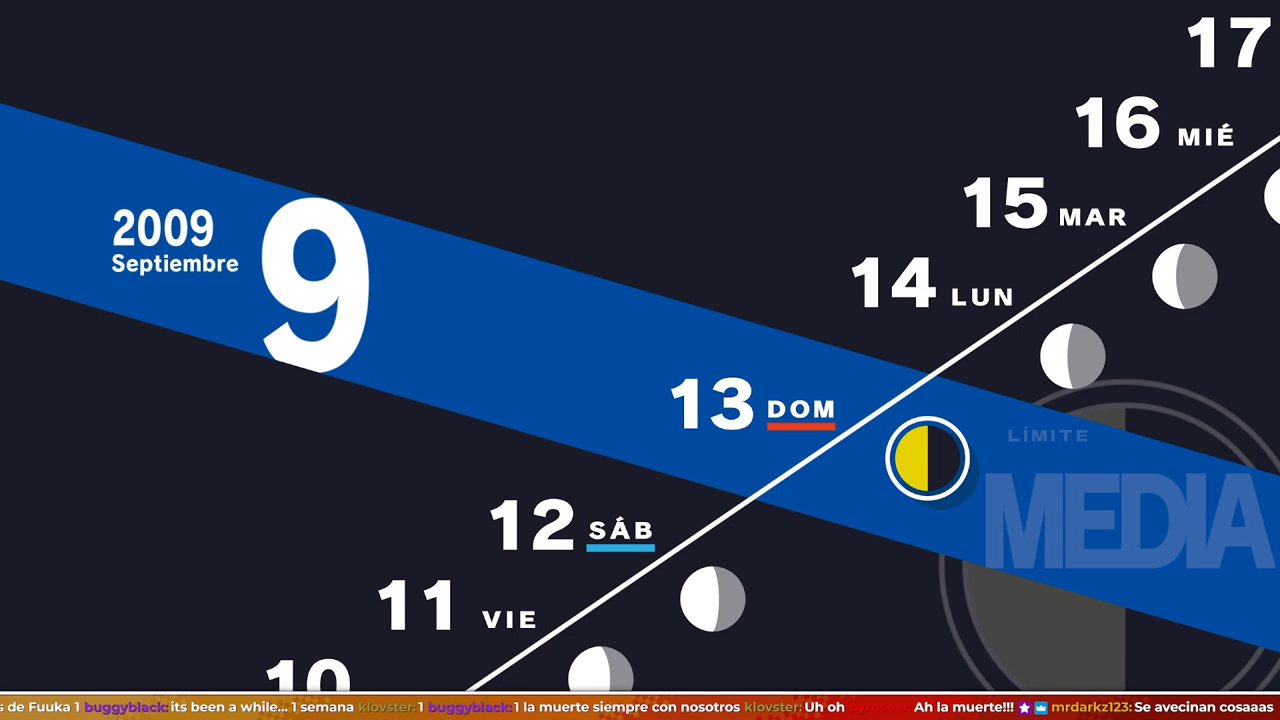 17
16 MIÉ
15 MAR
14 LUN
2009
Septiembre
9
13 DOM
LÍMITE
MEDIA
12 SÁB
11 VIE
10
s de Fuuka 1 buggyblack: its been a while... 1 semana klovster: 1 buggyblack: 1 la muerte siempre con nosotros klovster: Uh oh pyroseer: Ah la muerte!!! mrdarkz123: Se avecinan cosaaas